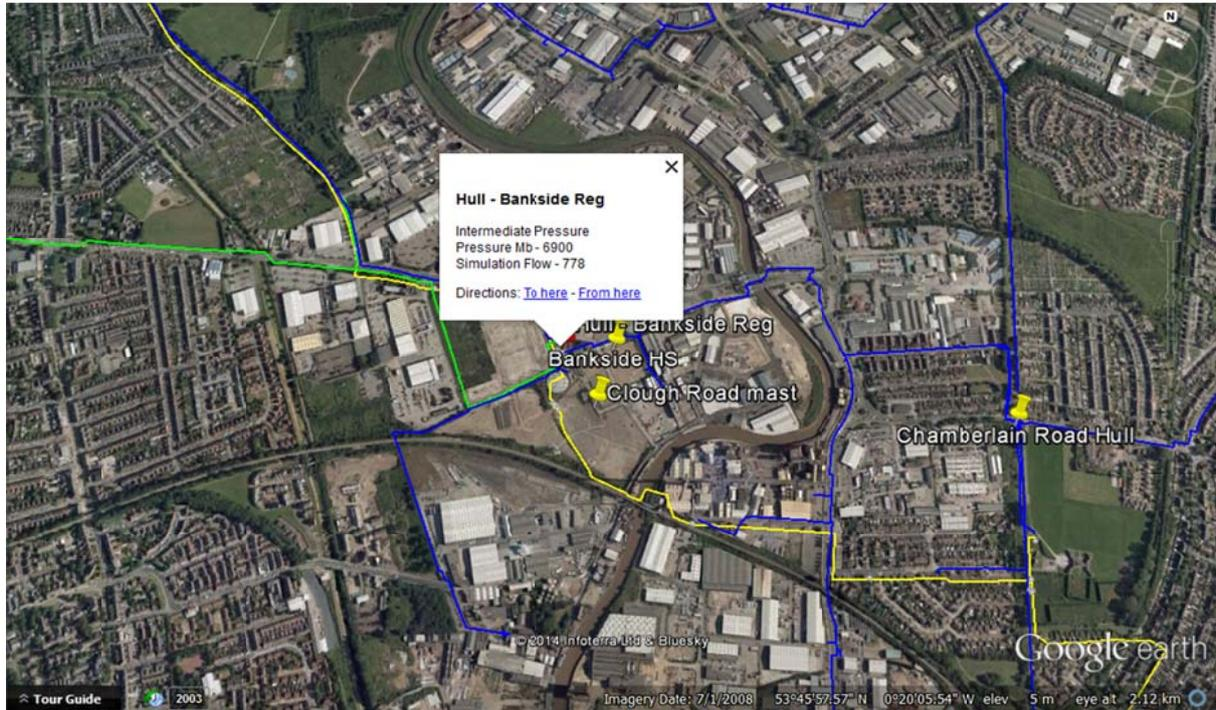 N
Hull - Bankside Reg
Intermediate Pressure
Pressure Mb - 6900
Simulation Flow - 778
Directions: To here - From here
Hull - Bankside Reg
Bankside HS
Clough Road mast
Chamberlain Road Hull
© 2014 Infoterra Ltd & Bluesky
Google earth
Tour Guide
2003
Imagery Date: 7/1/2008 53°45'57.57" N 0°20'05.54" W elev 5 m eye alt 2.12 km